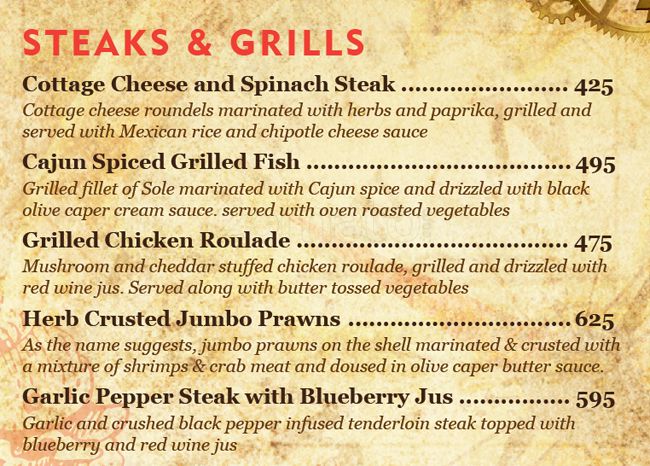 STEAKS & GRILLS
Cottage Cheese and Spinach Steak ........................ 425
Cottage cheese roundels marinated with herbs and paprika, grilled and
served with Mexican rice and chipotle cheese sauce
Cajun Spiced Grilled Fish ...................................... 495
Grilled fillet of Sole marinated with Cajun spice and drizzled with black
olive caper cream sauce. served with oven roasted vegetables
Grilled Chicken Roulade ....................................... 475
Mushroom and cheddar stuffed chicken roulade, grilled and drizzled with
red wine jus. Served along with butter tossed vegetables
Herb Crusted Jumbo Prawns ................................ 625
As the name suggests, jumbo prawns on the shell marinated & crusted with
a mixture of shrimps & crab meat and doused in olive caper butter sauce.
Garlic Pepper Steak with Blueberry Jus ................ 595
Garlic and crushed black pepper infused tenderloin steak topped with
blueberry and red wine jus